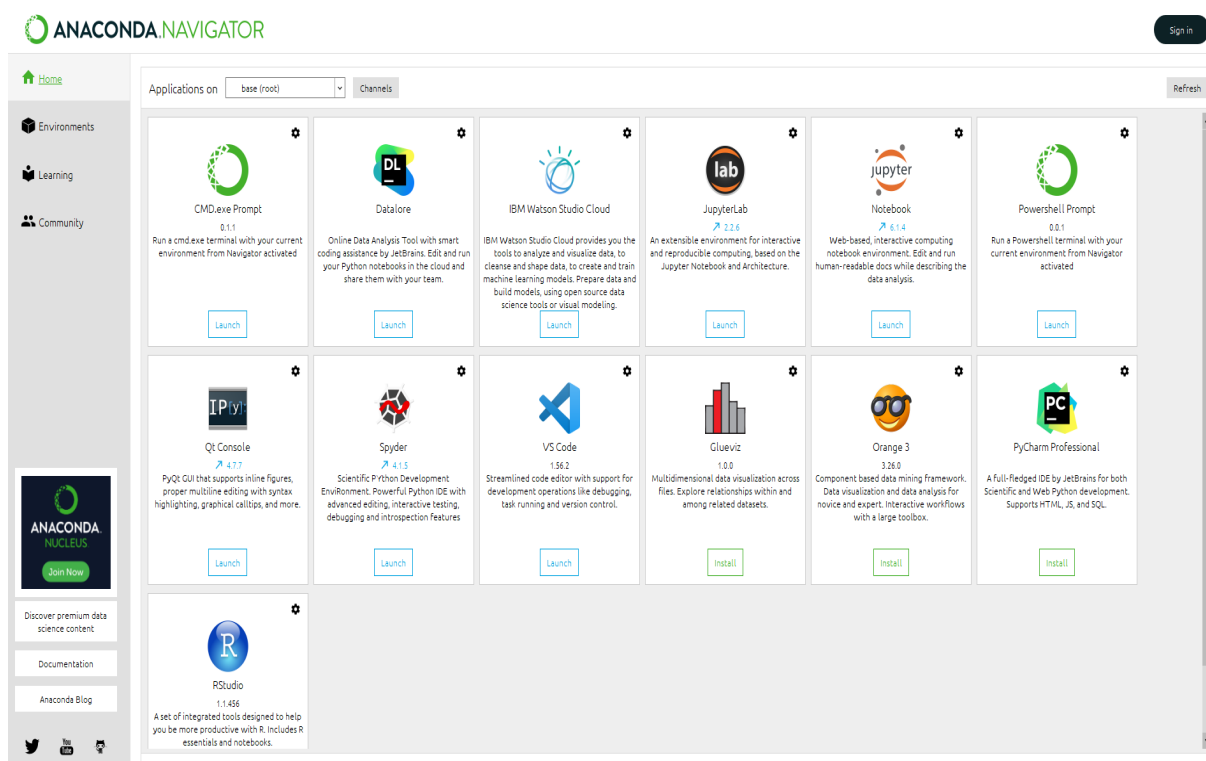 ANACONDA.NAVIGATOR
Sign in
Home
Environments
Learning
Community
Applications on
base (root)
Channels
Refresh
CMD.exe Prompt
0.1.1
Run a cmd.exe terminal with your current
environment from Navigator activated
Launch
DL
Datalore
Online Data Analysis Tool with smart
coding assistance by JetBrains. Edit and run
your Python notebooks in the cloud and
share them with your team.
Launch
IBM Watson Studio Cloud
IBM Watson Studio Cloud provides you the
tools to analyze and visualize data, to
cleanse and shape data, to create and train
machine learning models. Prepare data and
build models, using open source data
science tools or visual modeling.
Launch
lab
JupyterLab
2.2.6
An extensible environment for interactive
and reproducible computing, based on the
Jupyter Notebook and Architecture.
Launch
jupyter
Notebook
6.1.4
Web-based, interactive computing
notebook environment. Edit and run
human-readable docs while describing the
data analysis.
Launch
Powershell Prompt
0.0.1
Run a Powershell terminal with your
current environment from Navigator
activated
Launch
IP[y]:
Qt Console
4.7.7
PyQt GUI that supports inline figures,
proper multiline editing with syntax
highlighting, graphical calltips, and more.
Launch
Spyder
4.1.5
Scientific PYthon Development
EnviRonment. Powerful Python IDE with
advanced editing, interactive testing,
debugging and introspection features
Launch
VS Code
1.56.2
Streamlined code editor with support for
development operations like debugging,
task running and version control.
Launch
Glueviz
1.0.0
Multidimensional data visualization across
files. Explore relationships within and
among related datasets.
Install
Orange 3
3.26.0
Component based data mining framework.
Data visualization and data analysis for
novice and expert. Interactive workflows
with a large toolbox.
Install
PC
PyCharm Professional
A full-fledged IDE by JetBrains for both
Scientific and Web Python development.
Supports HTML, JS, and SQL.
Install
R
RStudio
1.1.456
A set of integrated tools designed to help
you be more productive with R. Includes R
essentials and notebooks.
ANACONDA.
NUCLEUS
Join Now
Discover premium data
science content
Documentation
Anaconda Blog
You
Tube